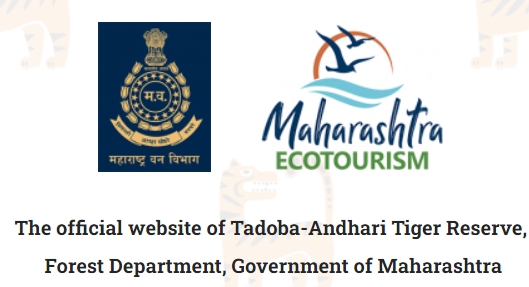 म.व.
महाराष्ट्र वन विभाग
Maharashtra
ECOTOURISM
The official website of Tadoba-Andhari Tiger Reserve,
Forest Department, Government of Maharashtra